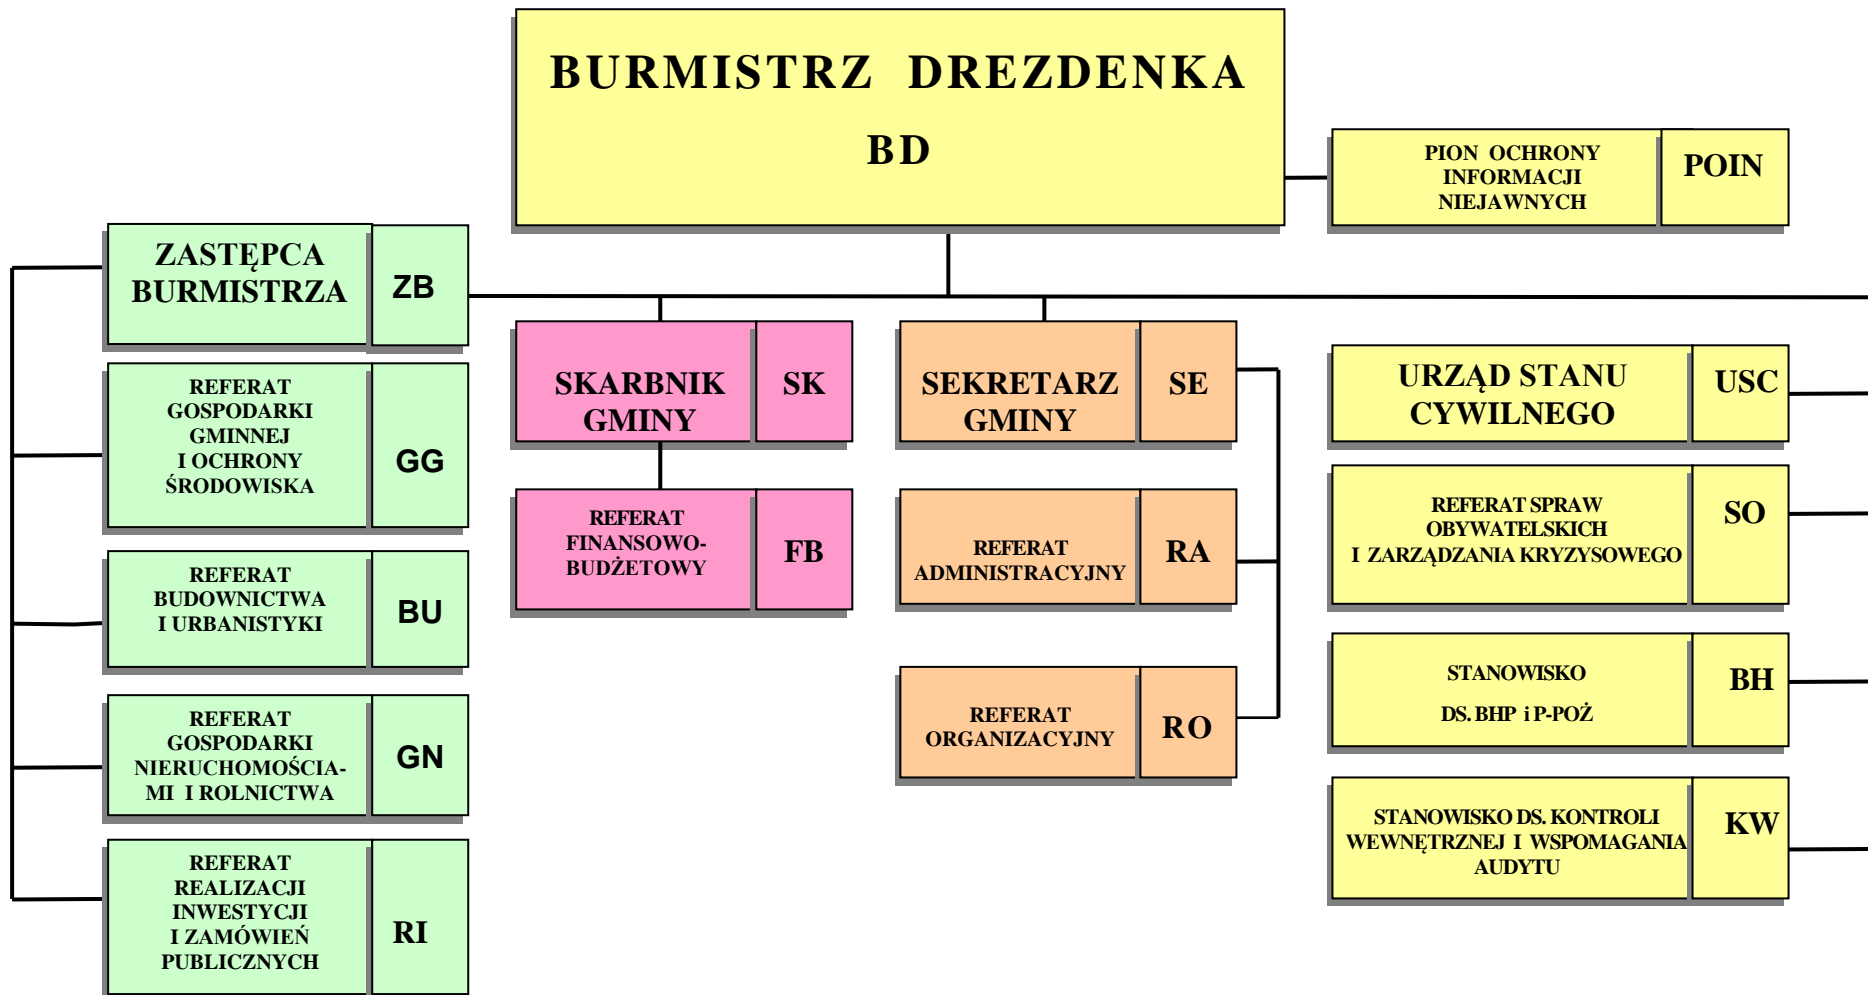 BURMISTRZ DREZDENKA
BD
PION OCHRONY
INFORMACJI
NIEJAWNYCH
POIN
ZASTĘPCA
BURMISTRZA
ZB
REFERAT
GOSPODARKI
GMINNEJ
I OCHRONY
ŚRODOWISKA
GG
REFERAT
BUDOWNICTWA
I URBANISTYKI
BU
REFERAT
GOSPODARKI
NIERUCHOMOŚCIA-
MI I ROLNICTWA
GN
REFERAT
REALIZACJI
INWESTYCJI
I ZAMÓWIEŃ
PUBLICZNYCH
RI
SKARBNIK
GMINY
SK
REFERAT
FINANSOWO-
BUDŻETOWY
FB
SEKRETARZ
GMINY
SE
REFERAT
ADMINISTRACYJNY
RA
REFERAT
ORGANIZACYJNY
RO
URZĄD STANU
CYWILNEGO
USC
REFERAT SPRAW
OBYWATELSKICH
I ZARZĄDZANIA KRYZYSOWEGO
SO
STANOWISKO
DS. BHP i P-POŻ
BH
STANOWISKO DS. KONTROLI
WEWNĘTRZNEJ I WSPOMAGANIA
AUDYTU
KW